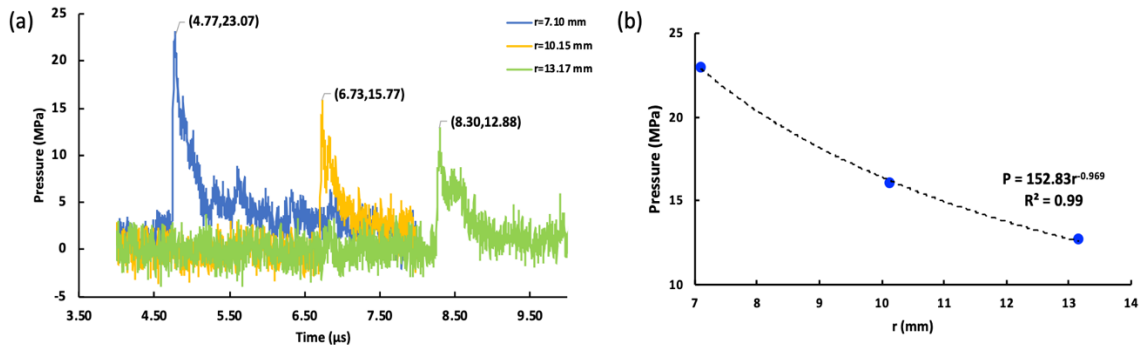 (a)
(4.77,23.07)
(6.73,15.77)
(8.30,12.88)
r=7.10 mm
r=10.15 mm
r=13.17 mm
Pressure (MPa)
25
20
15
10
5
0
-5
3.50 4.50 5.50 6.50 7.50 8.50 9.50
Time (μs)
(b)
Pressure (MPa)
25
20
15
10
P = 152.83r-0.969
R² = 0.99
7 8 9 10 11 12 13 14
r (mm)